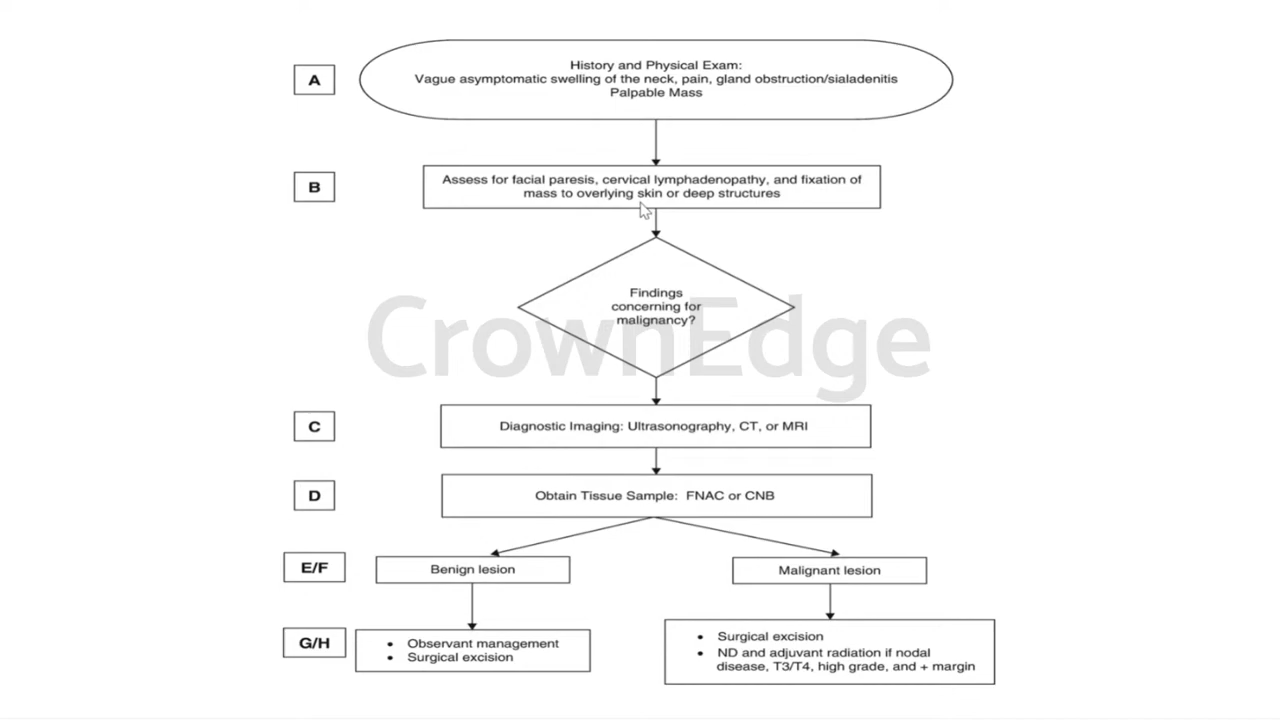 A
History and Physical Exam:
Vague asymptomatic swelling of the neck, pain, gland obstruction/sialadenitis
Palpable Mass
B
Assess for facial paresis, cervical lymphadenopathy, and fixation of
mass to overlying skin or deep structures
Findings
concerning for
malignancy?
CrownEdge
C
Diagnostic Imaging: Ultrasonography, CT, or MRI
D
Obtain Tissue Sample: FNAC or CNB
E/F
Benign lesion
Malignant lesion
G/H
• Observant management
• Surgical excision
• Surgical excision
• ND and adjuvant radiation if nodal
disease, T3/T4, high grade, and + margin